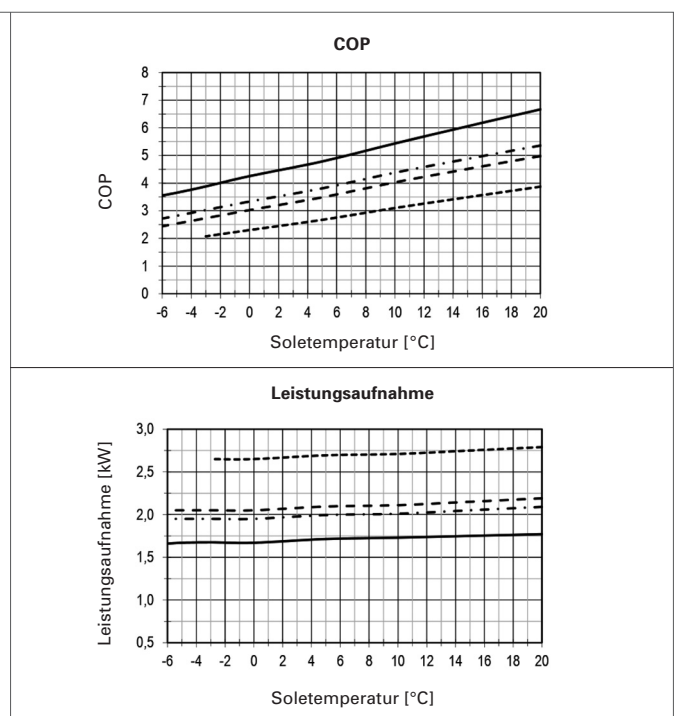 COP
8
7
6
5
4
3
2
1
0
COP
-6 -4 -2 0 2 4 6 8 10 12 14 16 18 20
Soletemperatur [°C]
Leistungsaufnahme
3,0
2,5
2,0
1,5
1,0
0,5
Leistungsaufnahme [kW]
-6 -4 -2 0 2 4 6 8 10 12 14 16 18 20
Soletemperatur [°C]